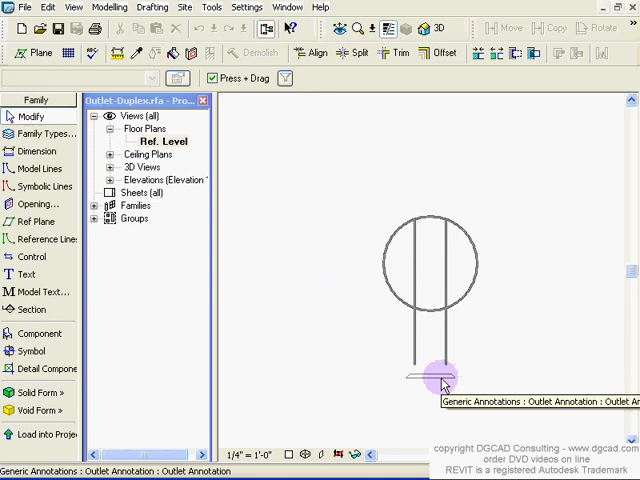 File Edit View Modelling Drafting Site Tools Settings Window Help
3D Move Copy Rotate
Plane Demolish Align Split Trim Offset
Press + Drag
Family
Modify
Family Types...
Dimension
Model Lines
Symbolic Lines
Opening...
Ref Plane
Reference Lines
Control
Text
Model Text...
Section
Component
Symbol
Detail Component
Solid Form »
Void Form »
Load into Proje
Outlet-Duplex.rfa - Pro...
Views (all)
Floor Plans
Ref. Level
Ceiling Plans
3D Views
Elevations (Elevation
Sheets (all)
Families
Groups
Generic Annotations : Outlet Annotation : Outlet An
1/4" = 1'-0"
Generic Annotations : Outlet Annotation : Outlet Annotation
copyright DGCAD Consulting - www.dgcad.com
order DVD videos on line
REVIT is a registered Autodesk Trademark